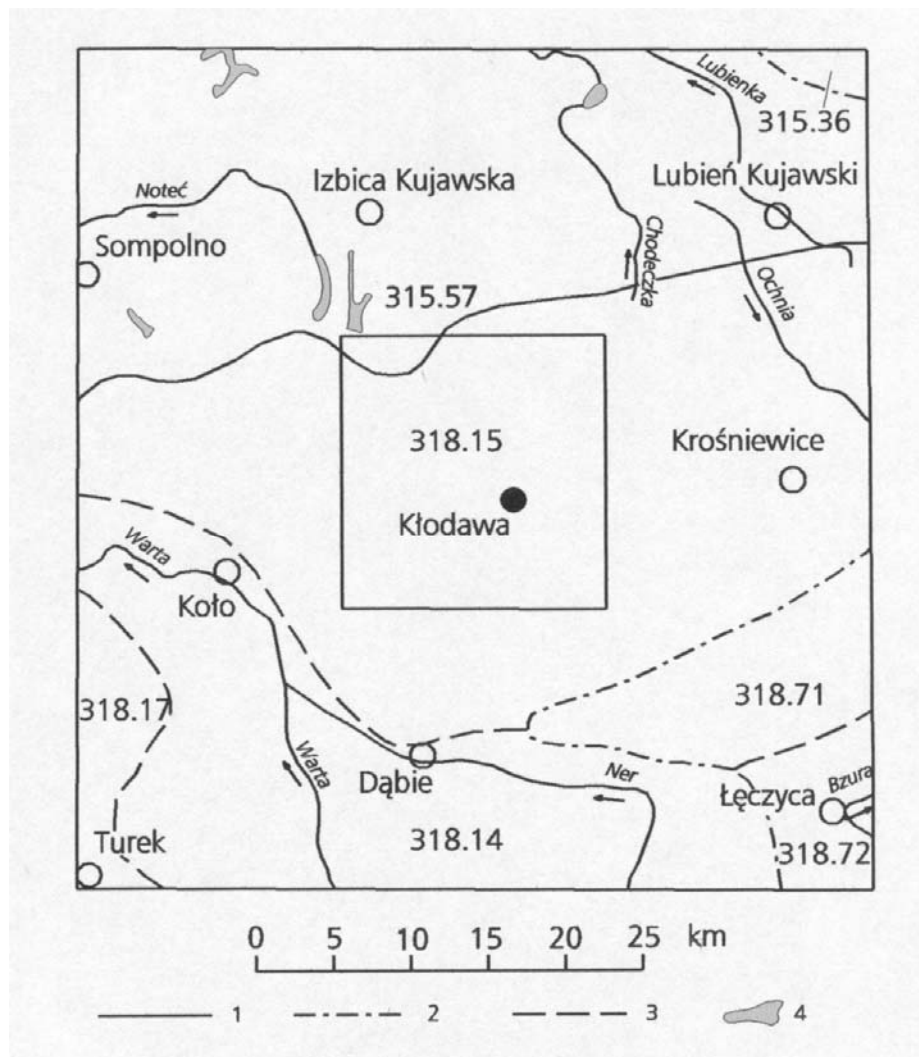 Lubienka
315.36
Izbica Kujawska
Lubień Kujawski
Noteć
Sompolno
Chodeczka
Ochnia
315.57
318.15
Krośniewice
Kłodawa
Warta
Koło
318.17
318.71
Warta
Dąbie
Ner
Łęczyca
Bzura
Turek
318.14
318.72
0 5 10 15 20 25 km
1 2 3 4